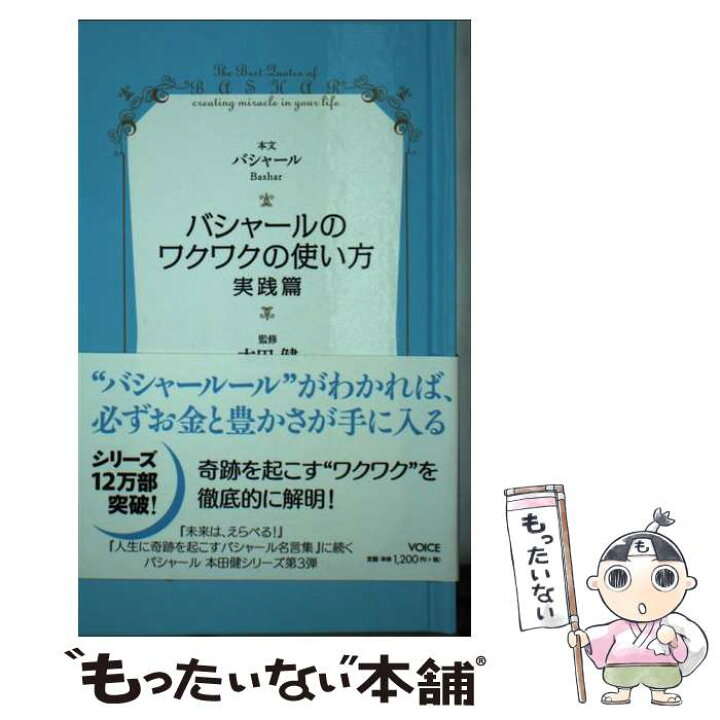 The Best Quotes of
BASHAR
creating miracle in your life
本文
バシャール
Bashar
バシャールの
ワクワクの使い方
実践篇
監修
本田 健
“バシャールール”がわかれば、
必ずお金と豊かさが手に入る
シリーズ
12万部
突破!
奇跡を起こす“ワクワク”を
徹底的に解明!
『未来は、えらべる!』
『人生に奇跡を起こすバシャール名言集』に続く
バシャール 本田健シリーズ第3弾
VOICE
定価:本体1,200円(+税)
もったいない
“もったいない”本舗®